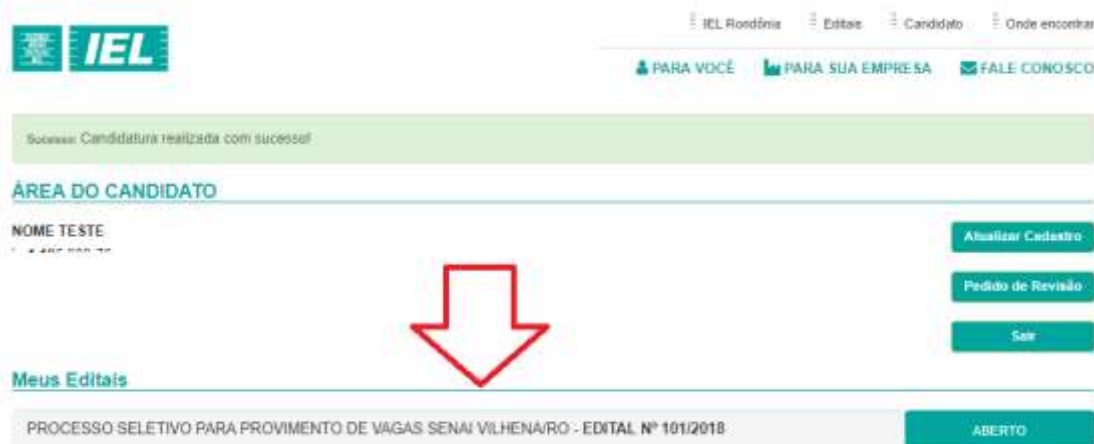 IEL Rondônia Editais Candidato Onde encontrar
IEL
PARA VOCÊ PARA SUA EMPRESA FALE CONOSCO
Sucesso: Candidatura realizada com sucesso!
ÁREA DO CANDIDATO
NOME TESTE
Atualizar Cadastro
Pedido de Revisão
Sair
Meus Editais
PROCESSO SELETIVO PARA PROVIMENTO DE VAGAS SENAI VILHENA/RO - EDITAL Nº 101/2018 ABERTO